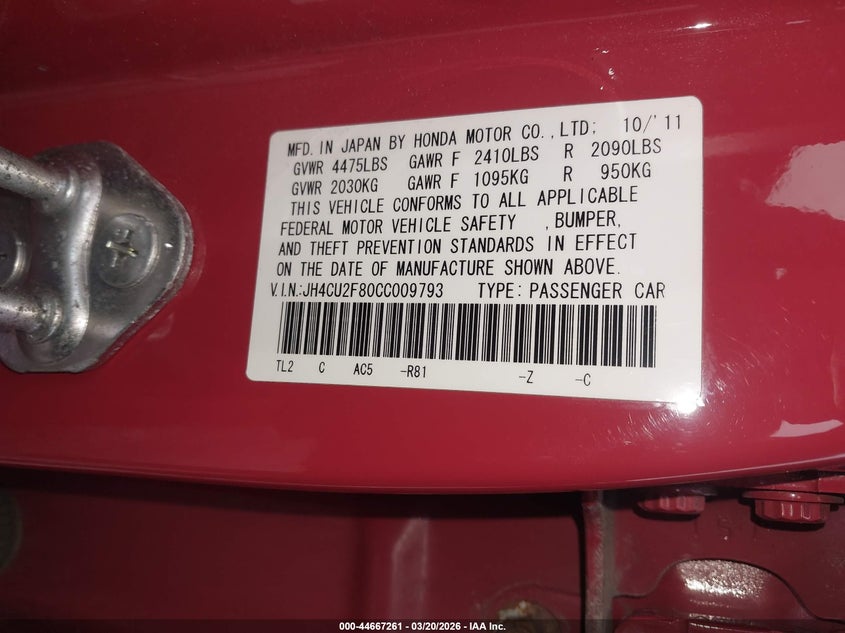 MFD. IN JAPAN BY HONDA MOTOR CO., LTD; 10/'11
GVWR 4475LBS GAWR F 2410LBS R 2090LBS
GVWR 2030KG GAWR F 1095KG R 950KG
THIS VEHICLE CONFORMS TO ALL APPLICABLE
FEDERAL MOTOR VEHICLE SAFETY , BUMPER,
AND THEFT PREVENTION STANDARDS IN EFFECT
ON THE DATE OF MANUFACTURE SHOWN ABOVE.
V.I.N.:JH4CU2F80CC009793 TYPE: PASSENGER CAR
TL2 C AC5 -R81 -Z -C
000-44667261 - 03/20/2026 - IAA Inc.